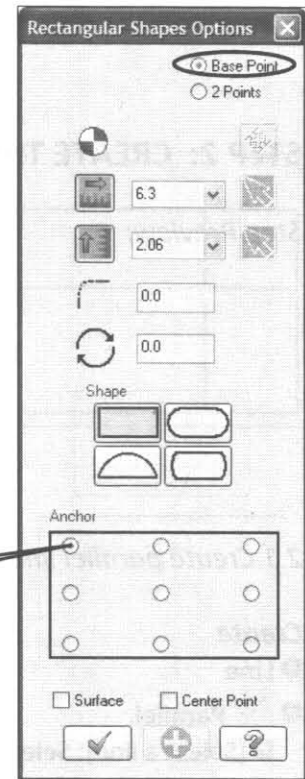 Rectangular Shapes Options
Base Point
2 Points
6.3
2.06
0.0
0.0
Shape
Anchor
Surface Center Point